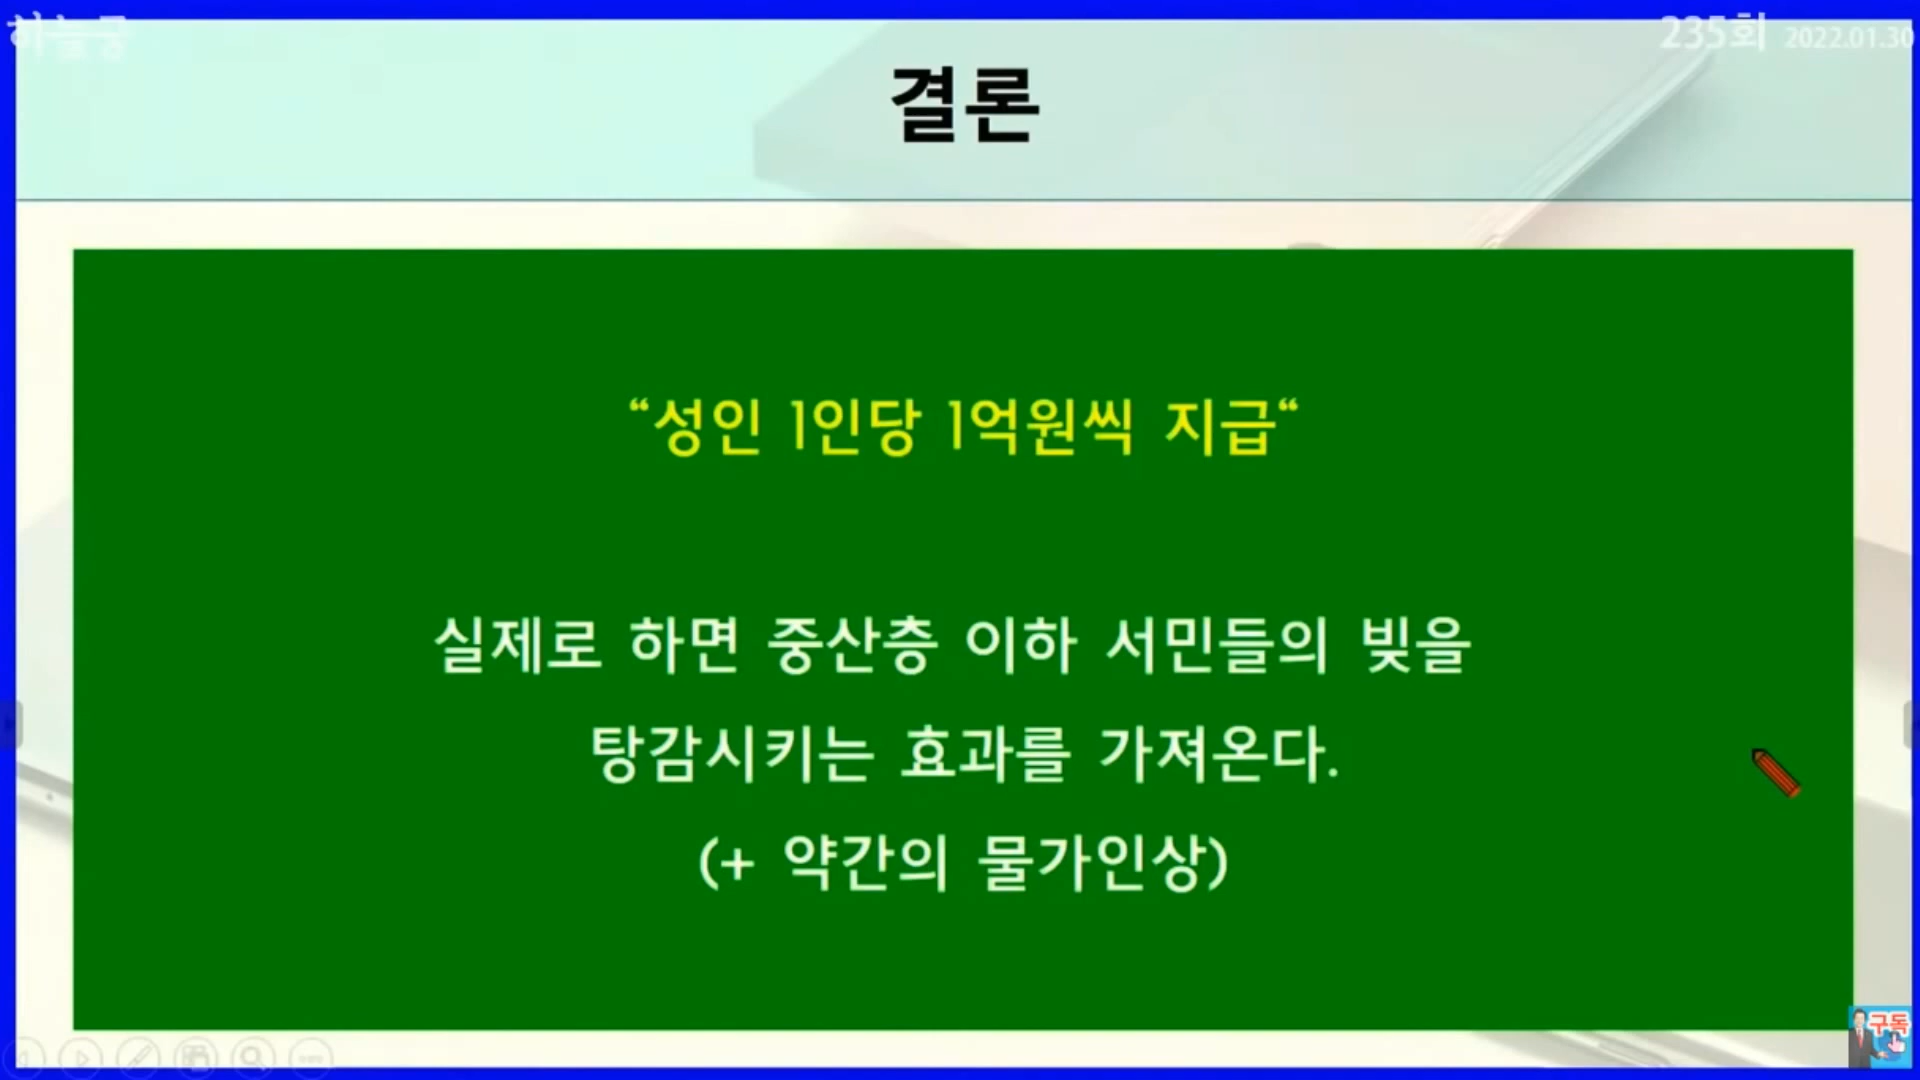 하늘궁
235회 2022.01.30
결론
“성인 1인당 1억원씩 지급“
실제로 하면 중산층 이하 서민들의 빚을
탕감시키는 효과를 가져온다.
(+ 약간의 물가인상)
구독